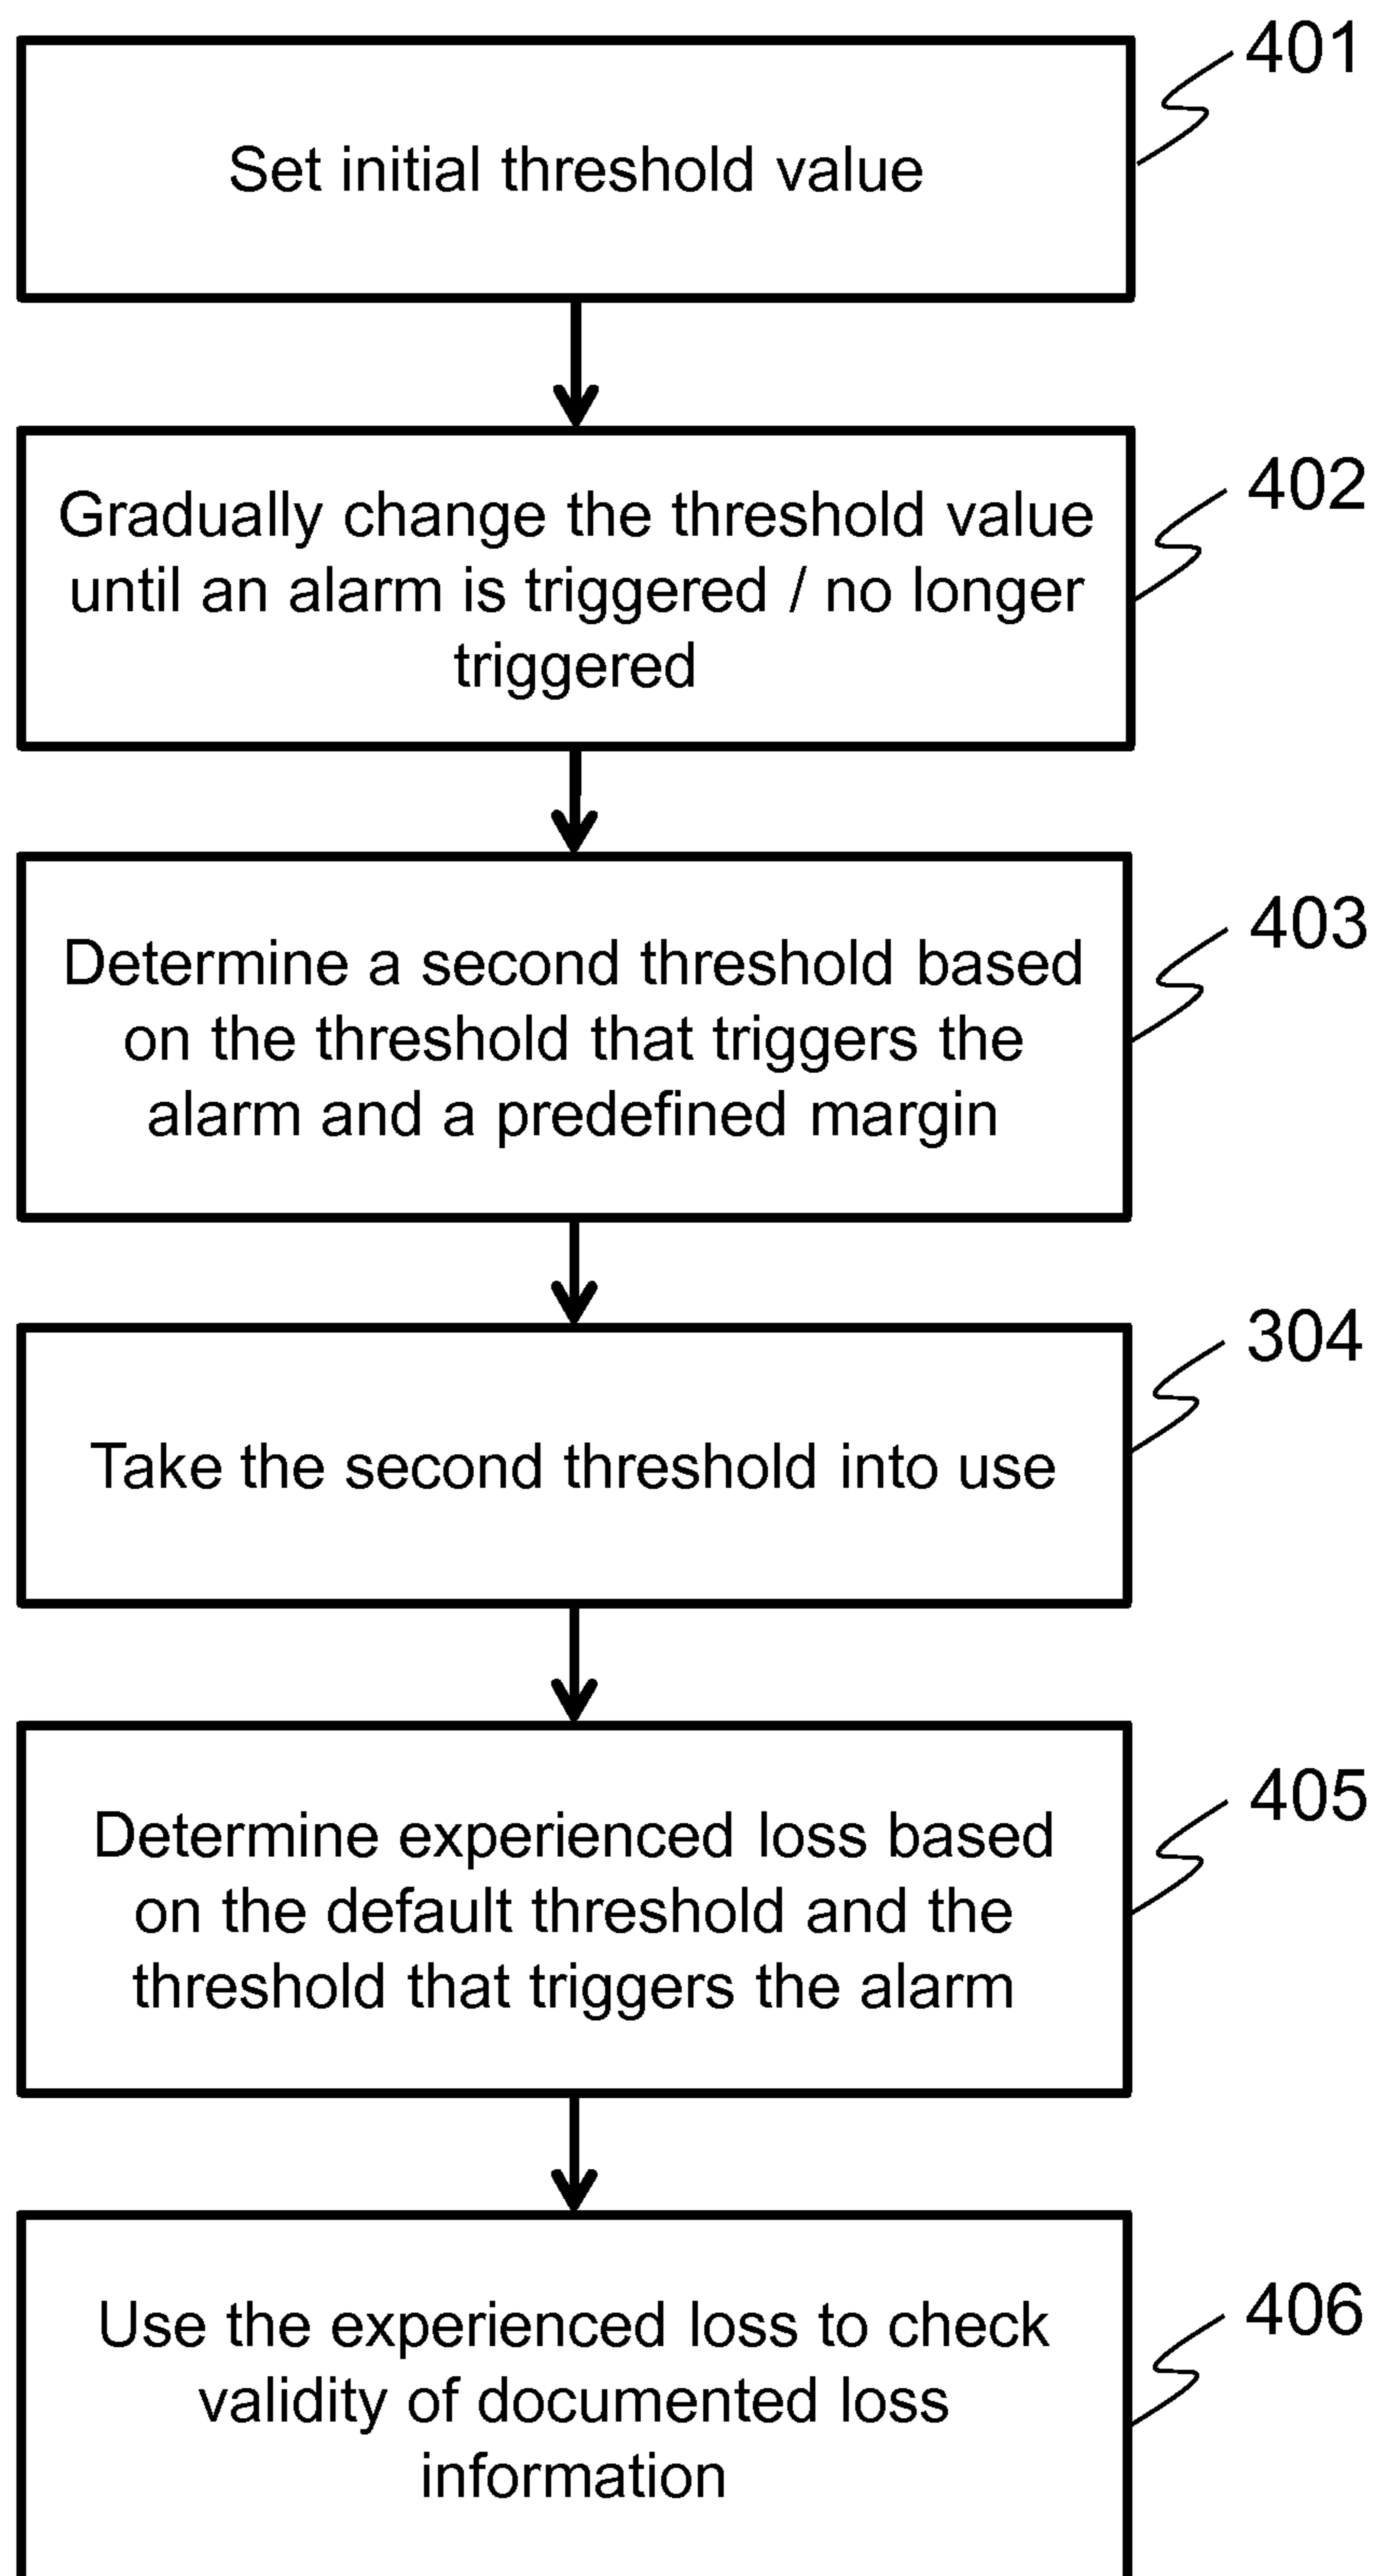 401
Set initial threshold value
402
Gradually change the threshold value
until an alarm is triggered / no longer
triggered
403
Determine a second threshold based
on the threshold that triggers the
alarm and a predefined margin
304
Take the second threshold into use
405
Determine experienced loss based
on the default threshold and the
threshold that triggers the alarm
406
Use the experienced loss to check
validity of documented loss
information